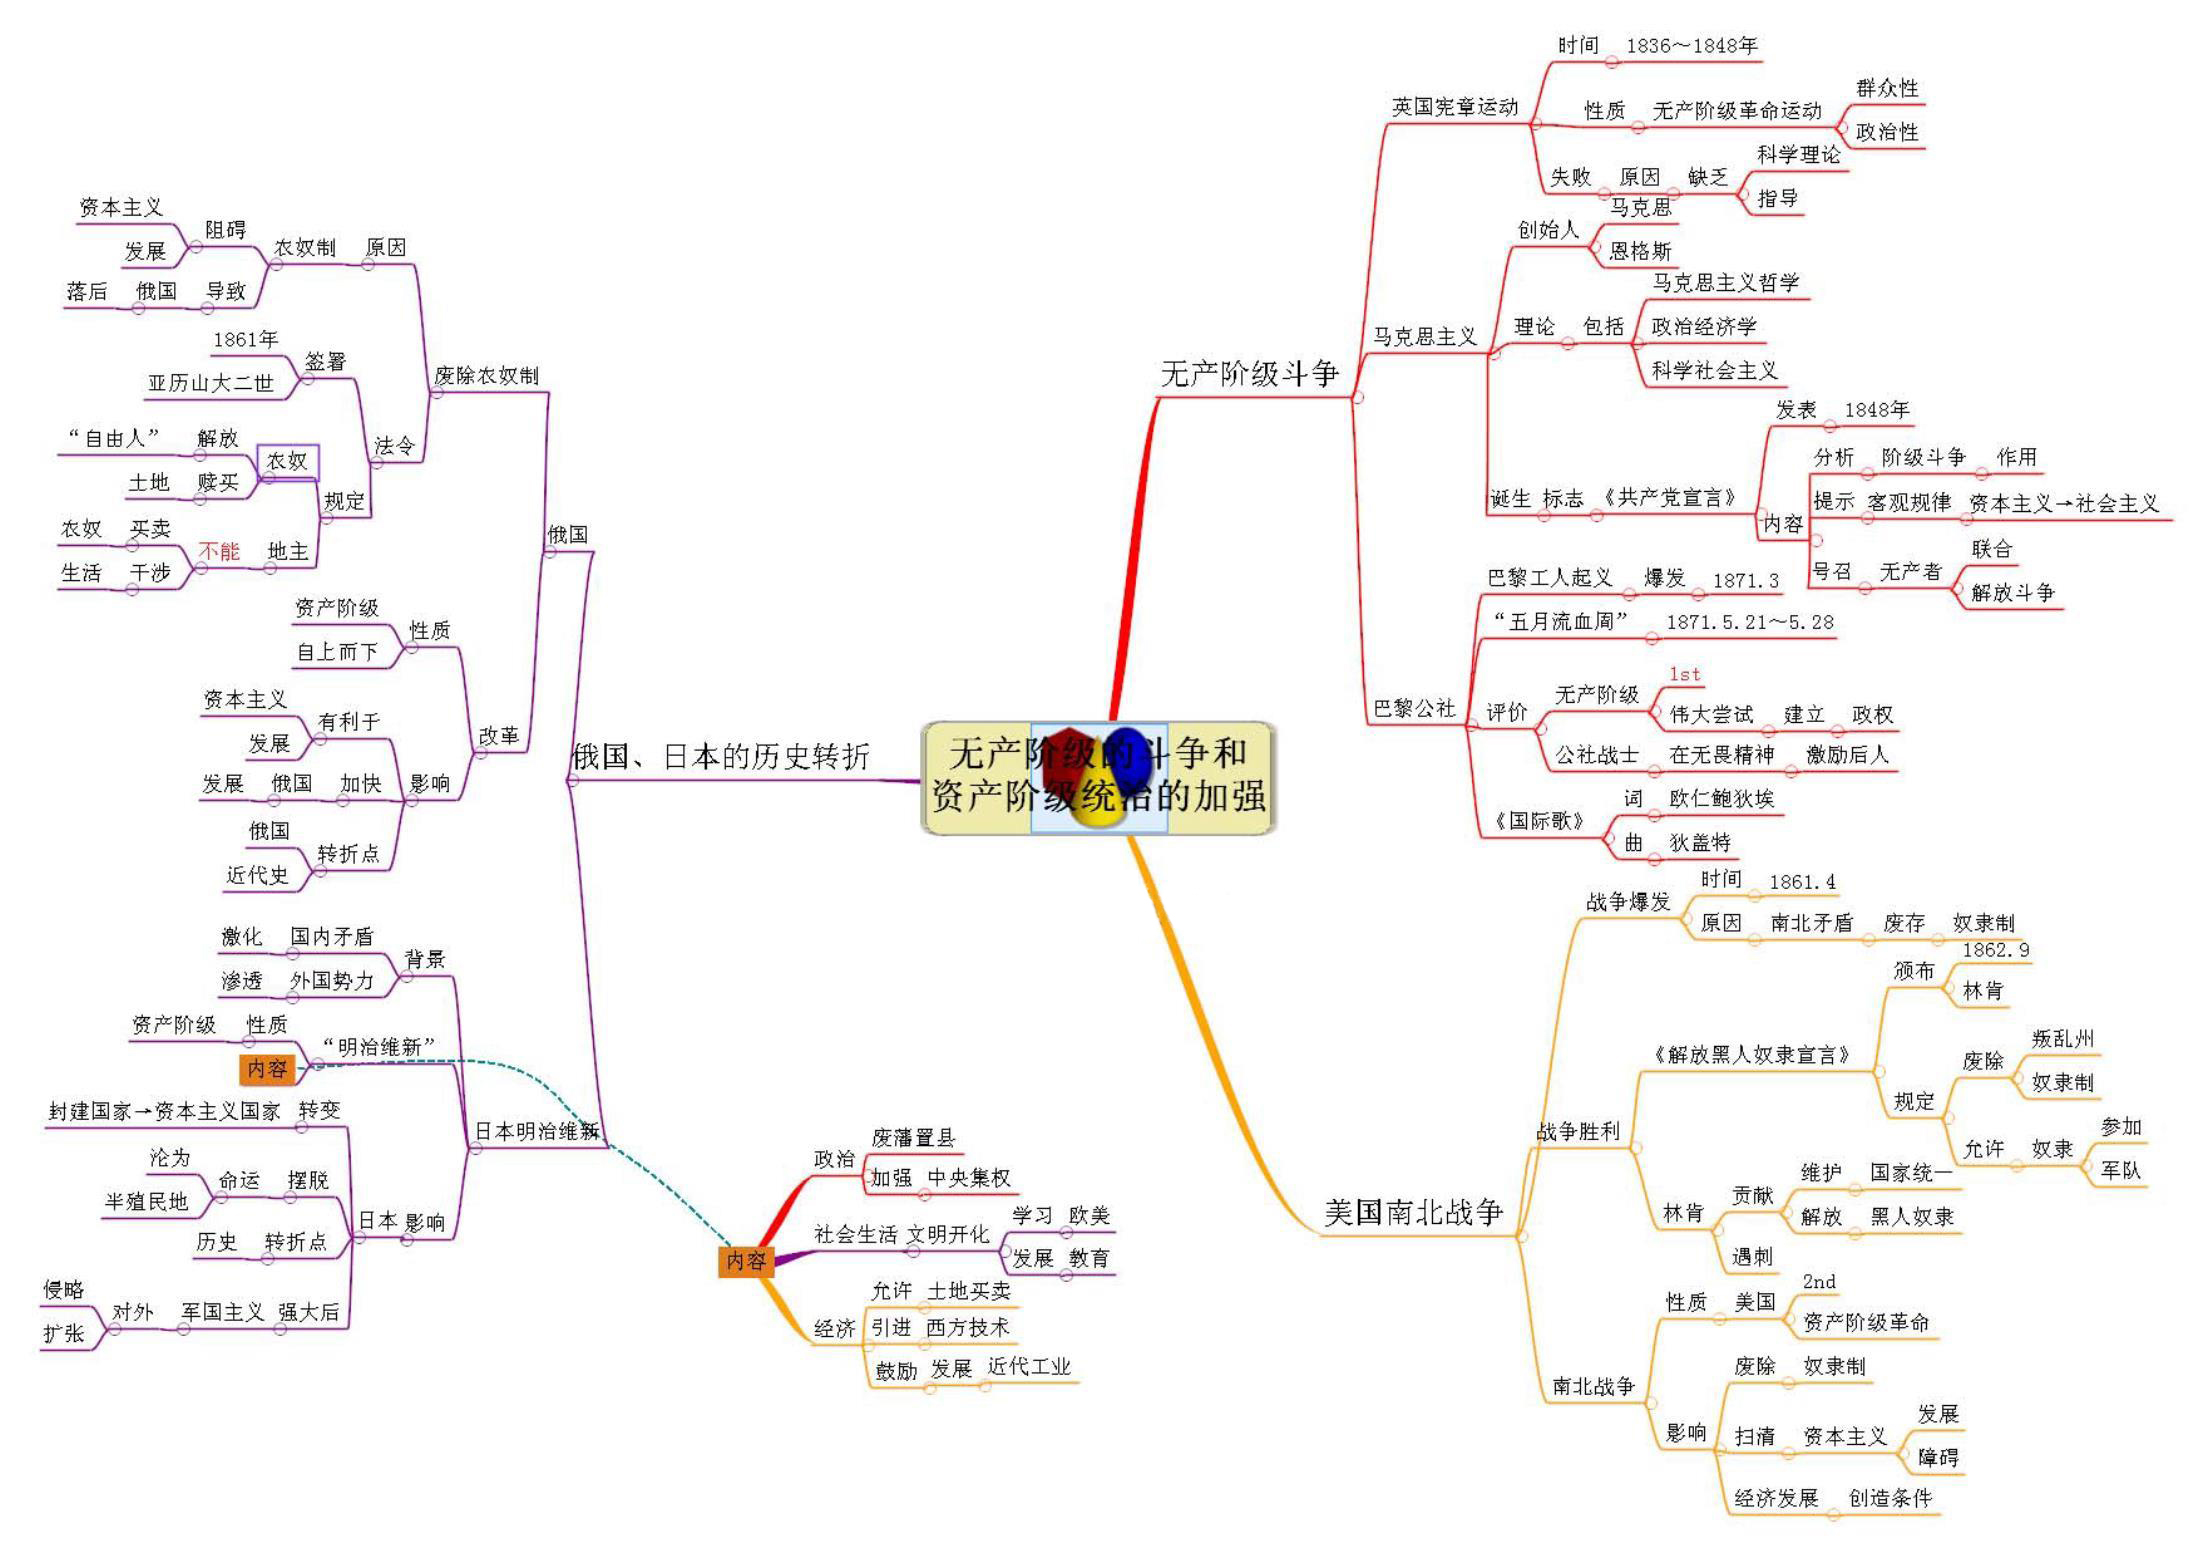 无产阶级的斗争和
资产阶级统治的加强
无产阶级斗争
英国宪章运动
时间 1836～1848年
性质 无产阶级革命运动
群众性
政治性
失败 原因 缺乏
科学理论
指导
马克思主义
创始人
马克思
恩格斯
理论 包括
马克思主义哲学
政治经济学
科学社会主义
诞生 标志 《共产党宣言》
发表 1848年
内容
分析 阶级斗争 作用
提示 客观规律 资本主义→社会主义
号召 无产者
联合
解放斗争
巴黎公社
巴黎工人起义 爆发 1871.3
“五月流血周” 1871.5.21～5.28
评价
无产阶级
1st
伟大尝试 建立 政权
公社战士 在无畏精神 激励后人
《国际歌》
词 欧仁鲍狄埃
曲 狄盖特
美国南北战争
战争爆发
时间 1861.4
原因 南北矛盾 废存 奴隶制
战争胜利
《解放黑人奴隶宣言》
颁布
1862.9
林肯
规定
废除
叛乱州
奴隶制
允许 奴隶
参加
军队
林肯
贡献
维护 国家统一
解放 黑人奴隶
遇刺
南北战争
性质 美国
2nd
资产阶级革命
影响
废除 奴隶制
扫清 资本主义
发展
障碍
经济发展 创造条件
俄国、日本的历史转折
俄国
废除农奴制
原因
农奴制
阻碍
资本主义
发展
落后 俄国 导致
法令
签署
1861年
亚历山大二世
规定
农奴
“自由人” 解放
土地 赎买
地主
不能
农奴 买卖
生活 干涉
改革
性质
资产阶级
自上而下
影响
有利于
资本主义
发展
发展 俄国 加快
转折点
俄国
近代史
日本明治维新
背景
激化 国内矛盾
渗透 外国势力
“明治维新”
资产阶级 性质
内容
日本 影响
封建国家→资本主义国家 转变
命运 摆脱
沦为
半殖民地
历史 转折点
对外 军国主义 强大后
侵略
扩张
内容
政治
废藩置县
加强 中央集权
社会生活 文明开化
学习 欧美
发展 教育
经济
允许 土地买卖
引进 西方技术
鼓励 发展 近代工业